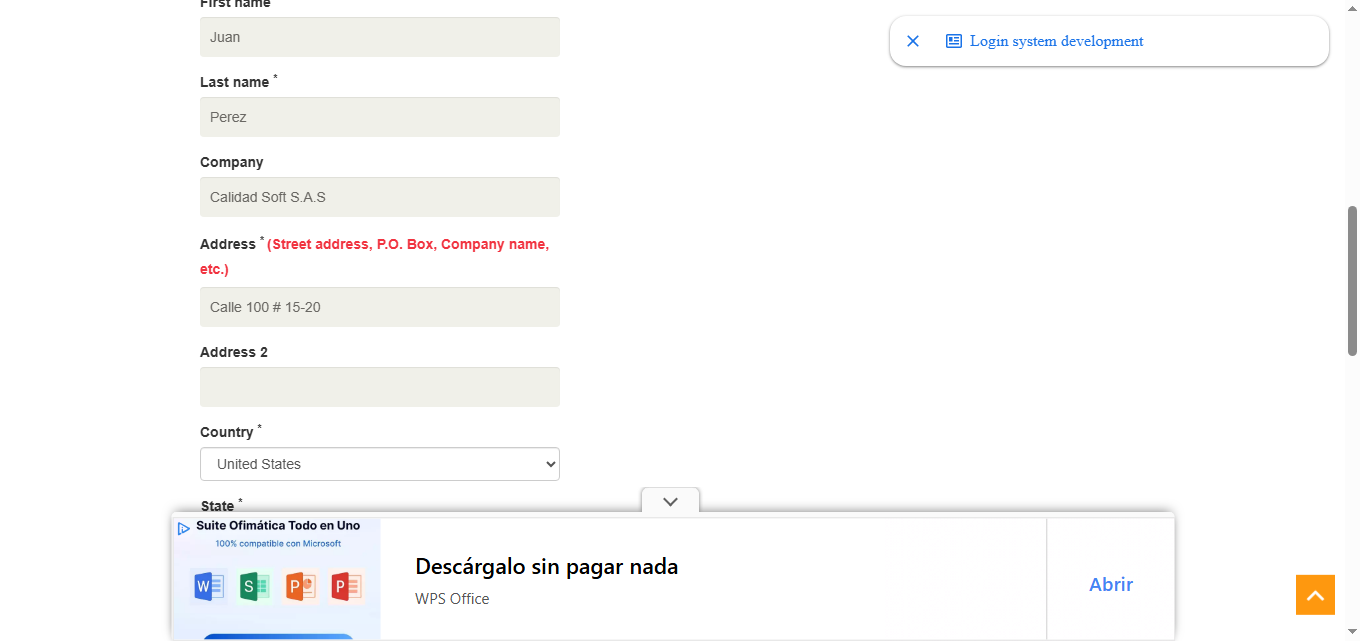 First name
Juan
Login system development
Last name *
Perez
Company
Calidad Soft S.A.S
Address * (Street address, P.O. Box, Company name,
etc.)
Calle 100 # 15-20
Address 2
Country *
United States
State *
Suite Ofimática Todo en Uno
100% compatible con Microsoft
W S P P
Descárgalo sin pagar nada
WPS Office
Abrir